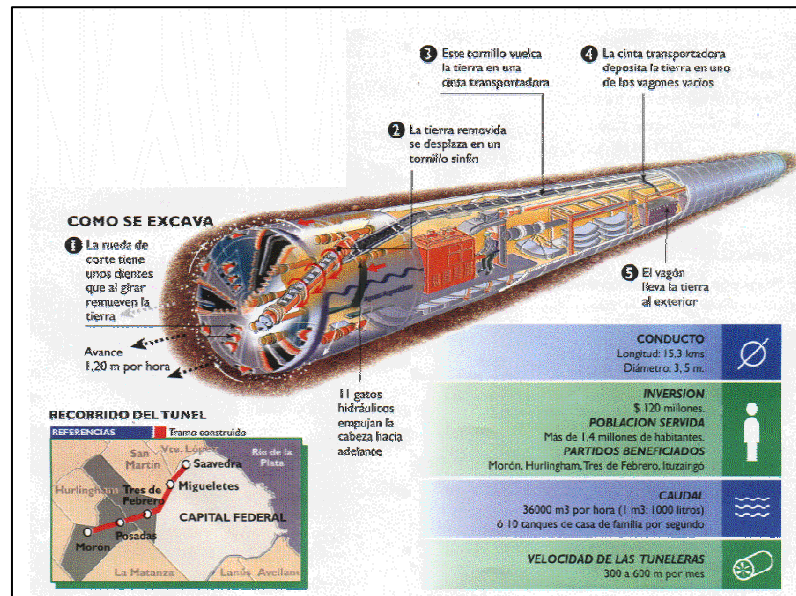 3 Este tornillo vuelca
la tierra en una
cinta transportadora
4 La cinta transportadora
deposita la tierra en uno
de los vagones vacios
2 La tierra removida
se desplaza en un
tornillo sinfín
COMO SE EXCAVA
1 La rueda de
corte tiene
unos dientes
que al girar
remueven la
tierra
Avance
1,20 m por hora
11 gatos
hidráulicos
empujan la
cabeza hacia
adelante
5 El vagón
lleva la tierra
al exterior
CONDUCTO
Longitud: 15,3 kms
Diámetro: 3,5 m.
INVERSION
$ 120 millones.
POBLACION SERVIDA
Más de 1,4 millones de habitantes.
PARTIDOS BENEFICIADOS
Morón, Hurlingham, Tres de Febrero, Ituzaingó
CAUDAL
36000 m3 por hora (1 m3: 1000 litros)
ó 10 tanques de casa de familia por segundo
VELOCIDAD DE LAS TUNELERAS
300 a 600 m por mes
RECORRIDO DEL TUNEL
REFERENCIAS Tramo construido
Vte. López
Río de la
Plata
San
Martín
Saavedra
Migueletes
Hurlingham
Tres de
Febrero
CAPITAL FEDERAL
Posadas
Morón
La Matanza
Lanús